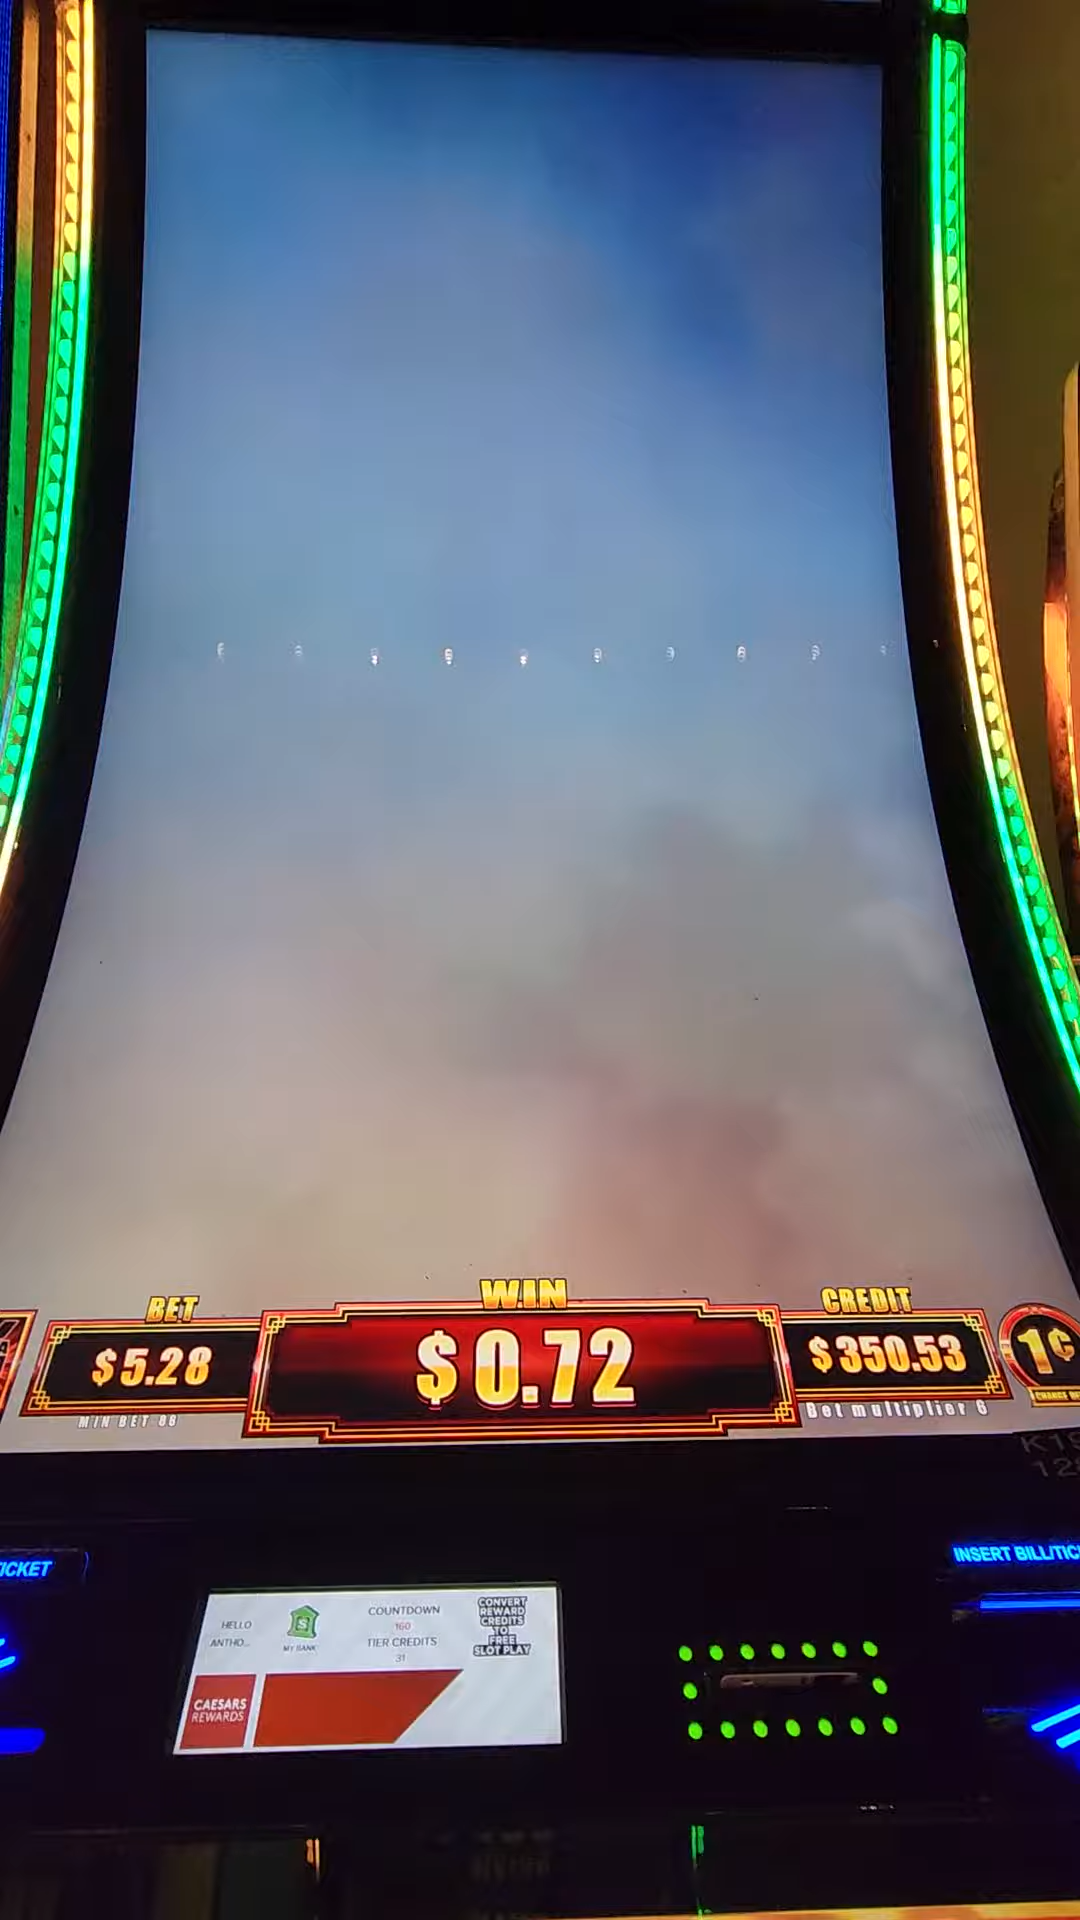 BET
WIN
CREDIT
$5.28
$0.72
$350.53
1¢
MIN BET 88
Bet multiplier 6
TICKET
INSERT BILL/TIC
HELLO
ANTHO...
MY BANK
COUNTDOWN
160
TIER CREDITS
31
CONVERT
REWARD
CREDITS
TO
FREE
SLOT PLAY
CAESARS
REWARDS